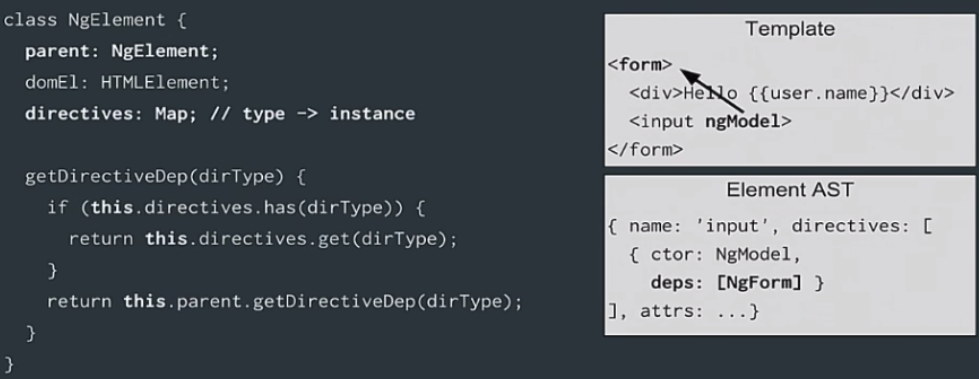 class NgElement {
parent: NgElement;
domEl: HTMLElement;
directives: Map; // type -> instance
getDirectiveDep(dirType) {
if (this.directives.has(dirType)) {
return this.directives.get(dirType);
}
return this.parent.getDirectiveDep(dirType);
}
}
Template
<form>
<div>Hello {{user.name}}</div>
<input ngModel>
</form>
Element AST
{ name: 'input', directives: [
{ ctor: NgModel,
deps: [NgForm] }
], attrs: ...}